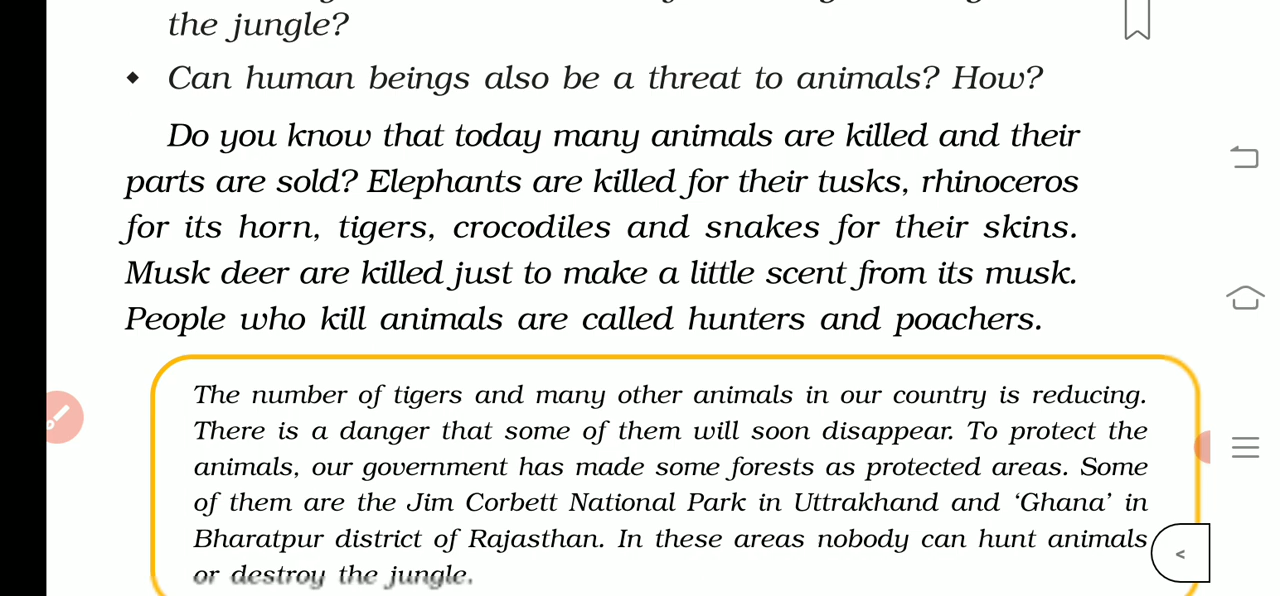 the jungle?
◆ Can human beings also be a threat to animals? How?
Do you know that today many animals are killed and their
parts are sold? Elephants are killed for their tusks, rhinoceros
for its horn, tigers, crocodiles and snakes for their skins.
Musk deer are killed just to make a little scent from its musk.
People who kill animals are called hunters and poachers.
The number of tigers and many other animals in our country is reducing.
There is a danger that some of them will soon disappear. To protect the
animals, our government has made some forests as protected areas. Some
of them are the Jim Corbett National Park in Uttrakhand and ‘Ghana’ in
Bharatpur district of Rajasthan. In these areas nobody can hunt animals
or destroy the jungle.